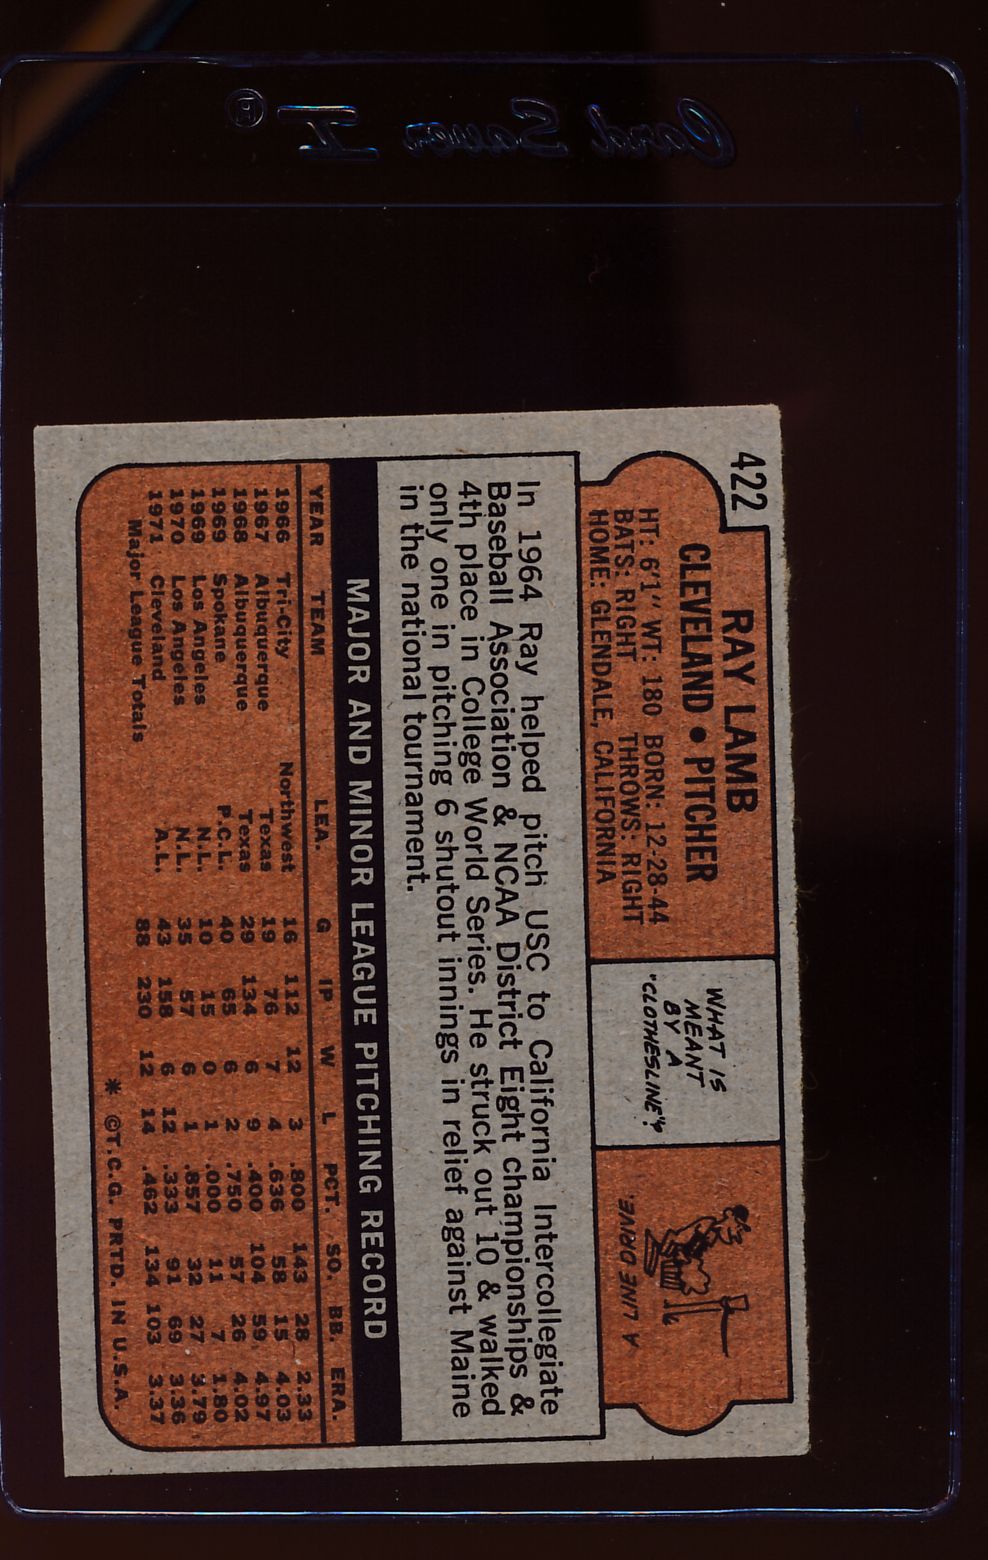 Card Saver I ®
422
RAY LAMB
CLEVELAND • PITCHER
HT: 6'1" WT: 180 BORN: 12-28-44
BATS: RIGHT THROWS: RIGHT
HOME: GLENDALE, CALIFORNIA
WHAT IS
MEANT
BY A
"CLOTHESLINE"?
A LINE DRIVE.
In 1964 Ray helped pitch USC to California Intercollegiate
Baseball Association & NCAA District Eight championships &
4th place in College World Series. He struck out 10 & walked
only one in pitching 6 shutout innings in relief against Maine
in the national tournament.
MAJOR AND MINOR LEAGUE PITCHING RECORD
YEAR TEAM LEA. G IP W L PCT. SO. BB. ERA.
1966 Tri-City Northwest 16 112 12 3 .800 143 28 2.33
1967 Albuquerque Texas 19 76 7 4 .636 58 15 4.03
1968 Albuquerque Texas 29 134 6 9 .400 104 59 4.97
1969 Spokane P.C.L. 40 65 6 2 .750 57 26 4.02
1969 Los Angeles N.L. 10 15 0 1 .000 11 7 1.80
1970 Los Angeles N.L. 35 57 6 1 .857 32 27 3.79
1971 Cleveland A.L. 43 158 6 12 .333 91 69 3.36
Major League Totals 88 230 12 14 .462 134 103 3.37
* ©T.C.G. PRTD. IN U.S.A.